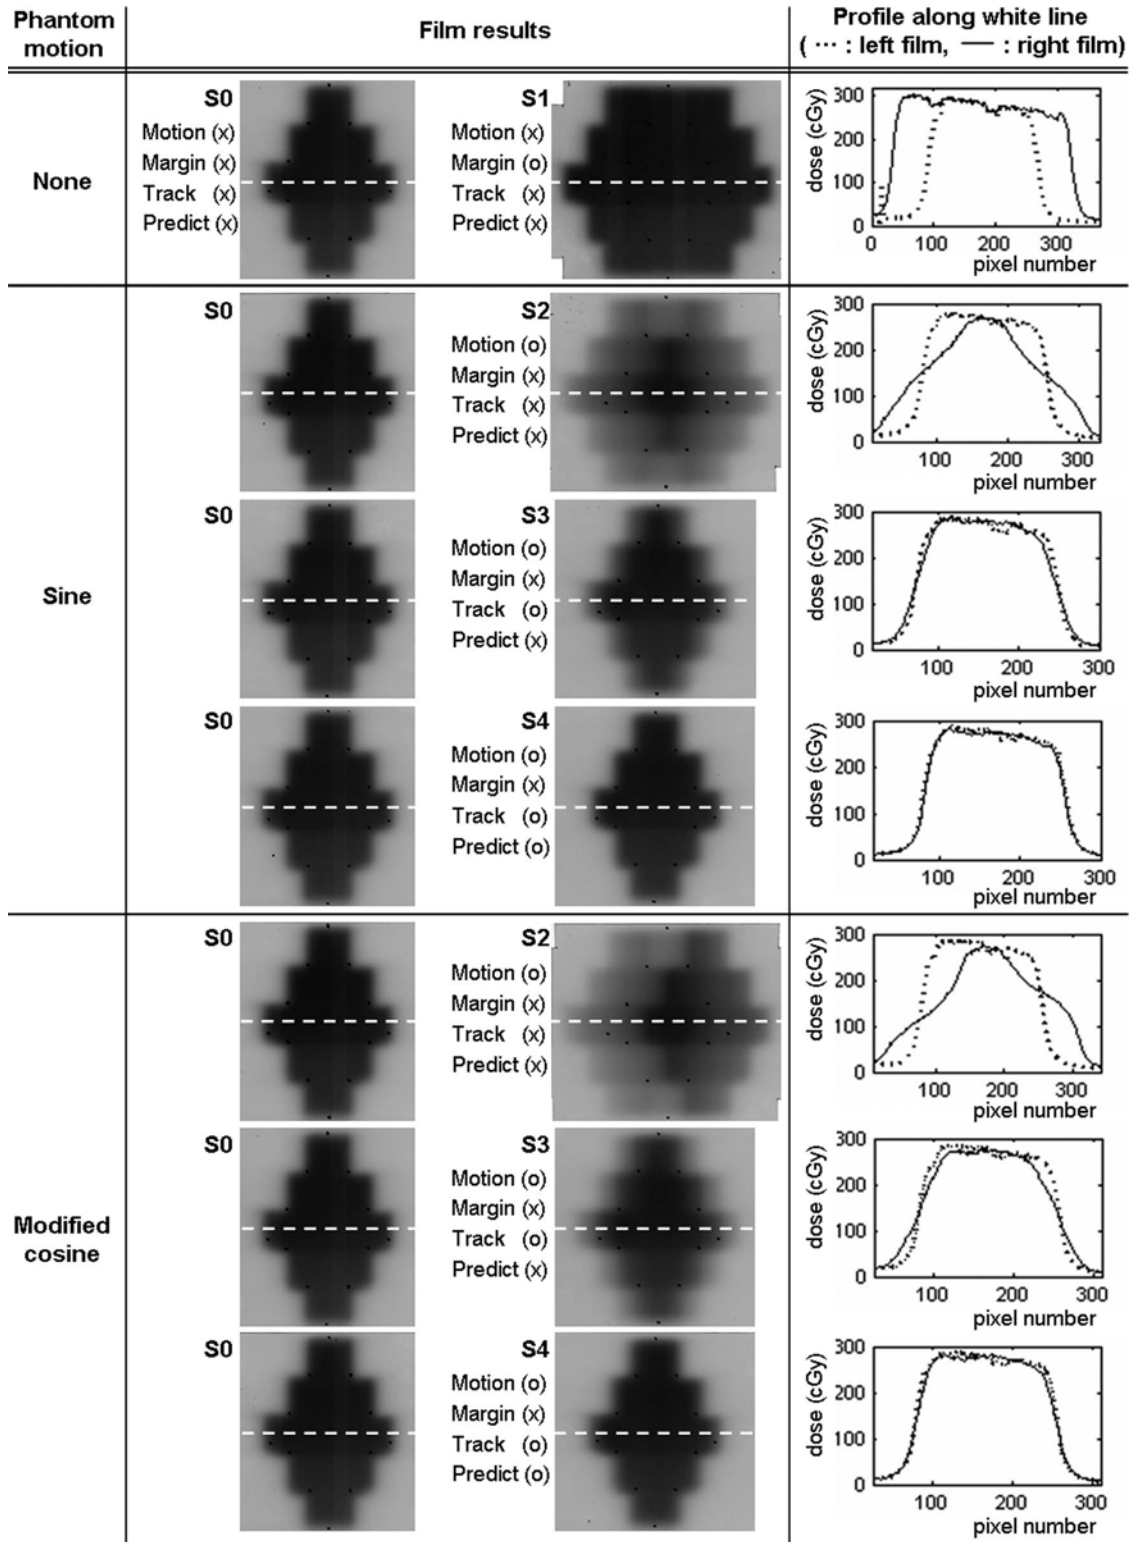 Phantom motion
Film results
Profile along white line
( ··· : left film, — : right film)
None
S0
Motion (x)
Margin (x)
Track (x)
Predict (x)
S1
Motion (x)
Margin (o)
Track (x)
Predict (x)
dose (cGy)
300
200
100
0
0 100 200 300
pixel number
Sine
S0
S2
Motion (o)
Margin (x)
Track (x)
Predict (x)
dose (cGy)
300
200
100
0
100 200 300
pixel number
S0
S3
Motion (o)
Margin (x)
Track (o)
Predict (x)
dose (cGy)
300
200
100
0
100 200 300
pixel number
S0
S4
Motion (o)
Margin (x)
Track (o)
Predict (o)
dose (cGy)
300
200
100
0
100 200 300
pixel number
Modified cosine
S0
S2
Motion (o)
Margin (x)
Track (x)
Predict (x)
dose (cGy)
300
200
100
0
100 200 300
pixel number
S0
S3
Motion (o)
Margin (x)
Track (o)
Predict (x)
dose (cGy)
300
200
100
0
100 200 300
pixel number
S0
S4
Motion (o)
Margin (x)
Track (o)
Predict (o)
dose (cGy)
300
200
100
0
100 200 300
pixel number